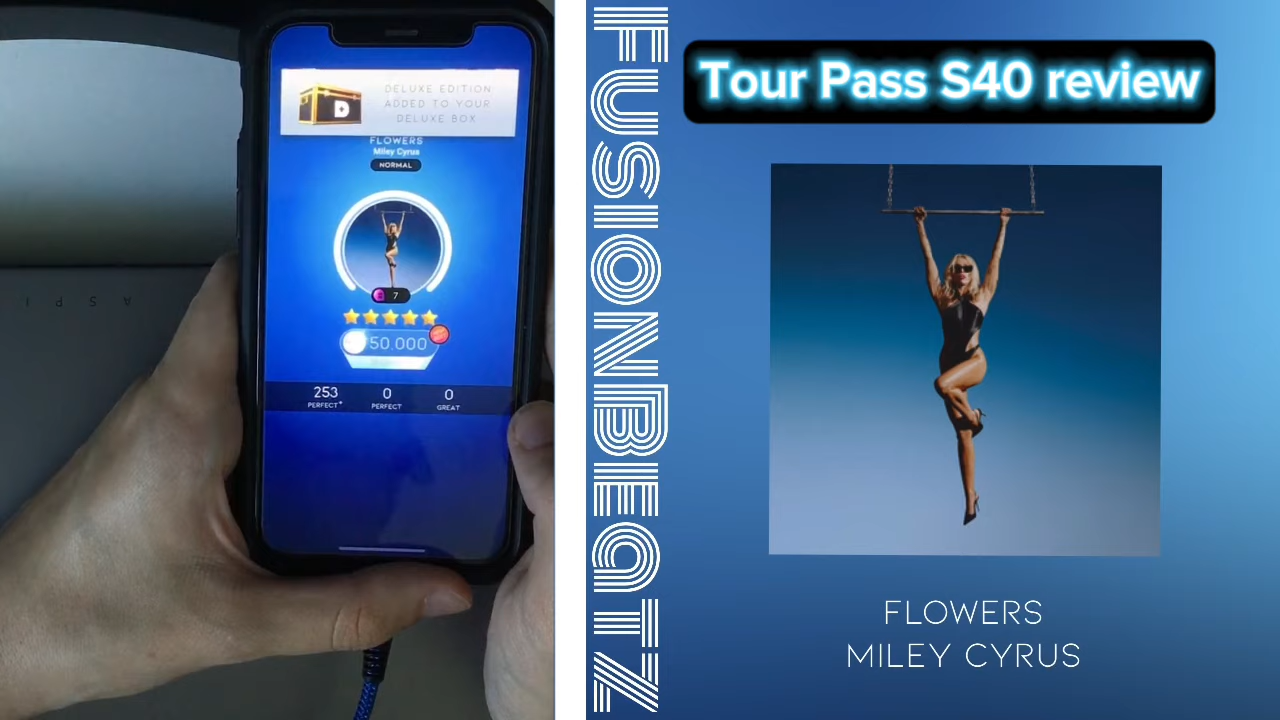 DELUXE EDITION
ADDED TO YOUR
DELUXE BOX
FLOWERS
Miley Cyrus
NORMAL
7
50.000
253 0 0
PERFECT+ PERFECT GREAT
A S P I
FUSIONBEATZ
Tour Pass S40 review
FLOWERS
MILEY CYRUS